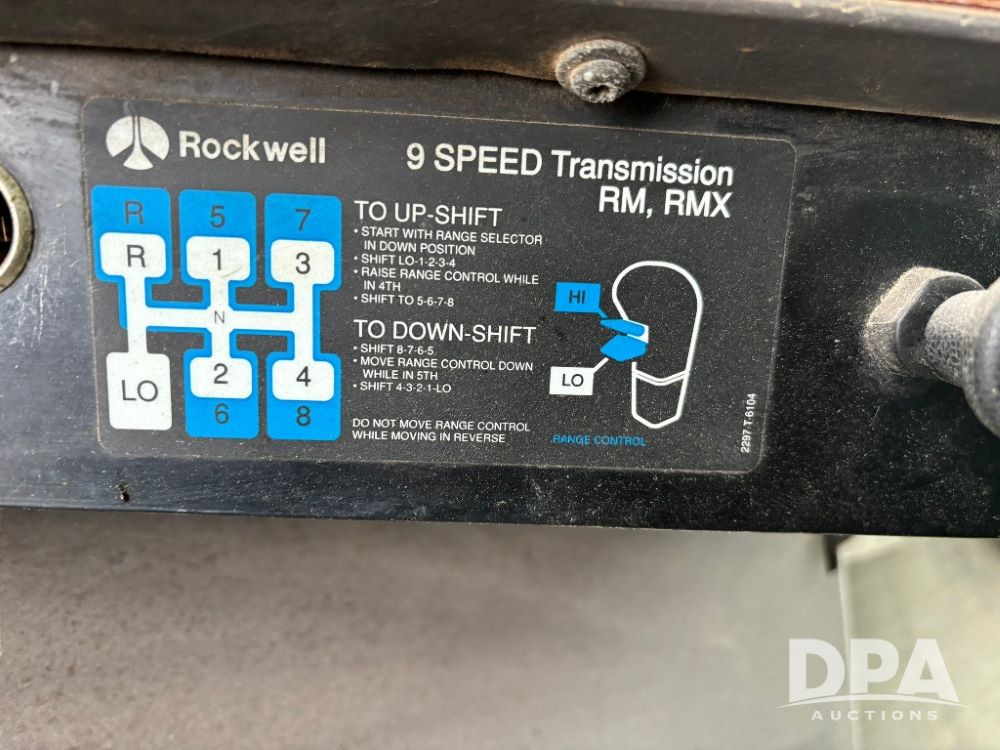 Rockwell
9 SPEED Transmission
RM, RMX
R 5 7
R 1 3
N
LO 2 4
6 8
TO UP-SHIFT
• START WITH RANGE SELECTOR
IN DOWN POSITION
• SHIFT LO-1-2-3-4
• RAISE RANGE CONTROL WHILE
IN 4TH
• SHIFT TO 5-6-7-8
TO DOWN-SHIFT
• SHIFT 8-7-6-5
• MOVE RANGE CONTROL DOWN
WHILE IN 5TH
• SHIFT 4-3-2-1-LO
DO NOT MOVE RANGE CONTROL
WHILE MOVING IN REVERSE
HI
LO
RANGE CONTROL
2297-T-6104
DPA
AUCTIONS